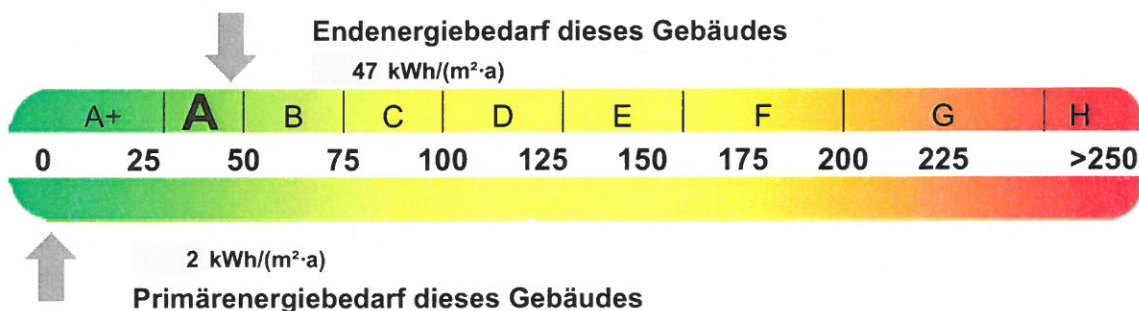 Endenergiebedarf dieses Gebäudes
47 kWh/(m²·a)
A+ A B C D E F G H
0 25 50 75 100 125 150 175 200 225 >250
2 kWh/(m²·a)
Primärenergiebedarf dieses Gebäudes